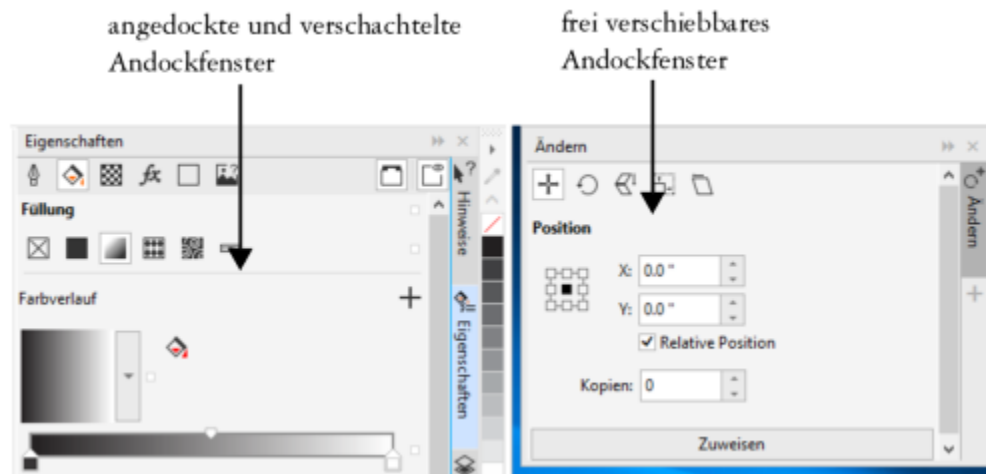 angedockte und verschachtelte
Andockfenster
frei verschiebbares
Andockfenster
Eigenschaften
fx
Füllung
Farbverlauf
Hinweise
Eigenschaften
Ändern
Position
X: 0.0 "
Y: 0.0 "
Relative Position
Kopien: 0
Zuweisen
Ändern